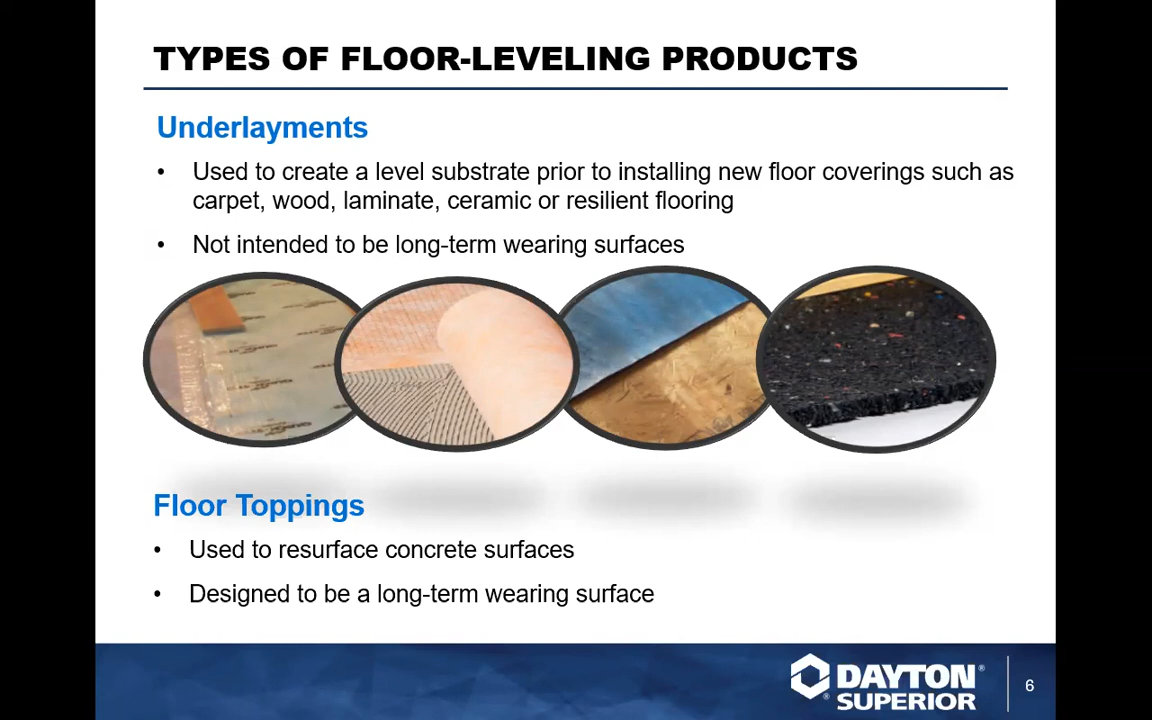 TYPES OF FLOOR-LEVELING PRODUCTS
Underlayments
• Used to create a level substrate prior to installing new floor coverings such as
carpet, wood, laminate, ceramic or resilient flooring
• Not intended to be long-term wearing surfaces
Floor Toppings
• Used to resurface concrete surfaces
• Designed to be a long-term wearing surface
DAYTON®
®SUPERIOR
6